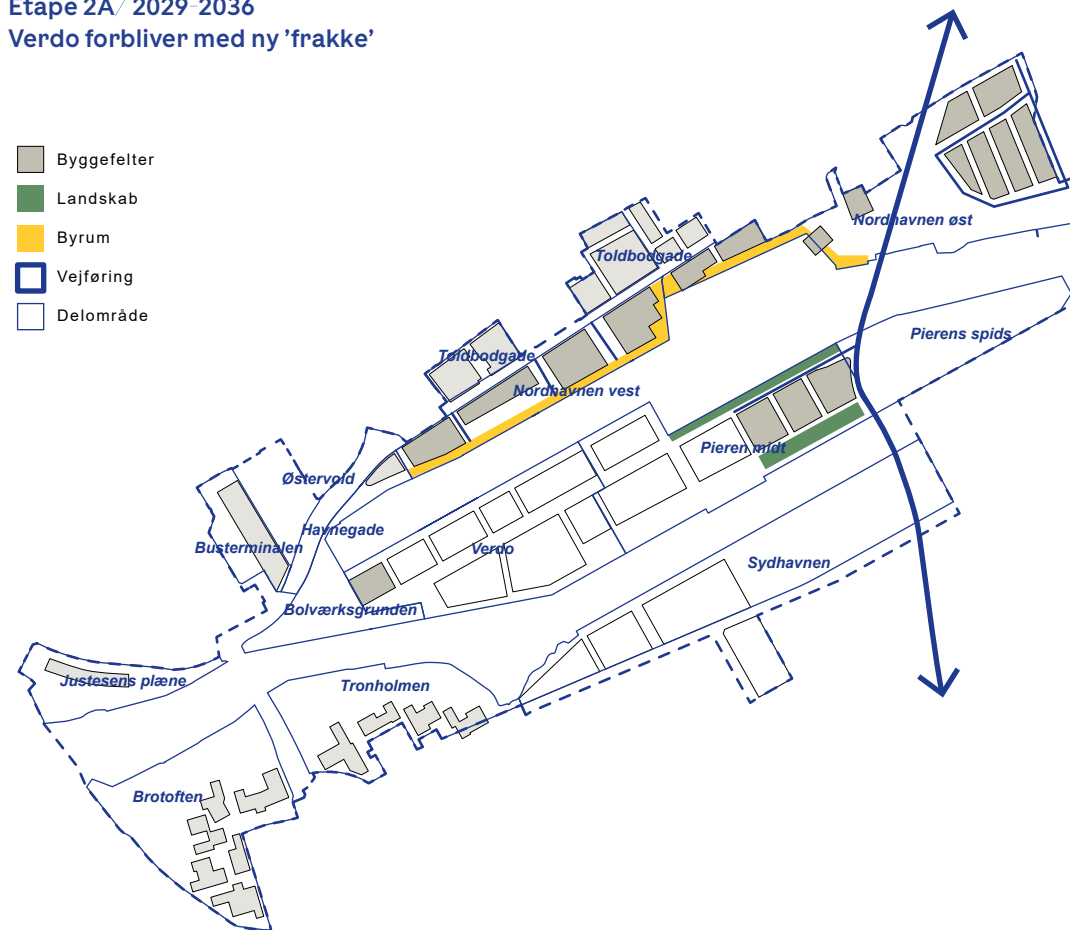 Etape 2A/ 2029-2036
Verdo forbliver med ny ’frakke’
Byggefelter
Landskab
Byrum
Vejføring
Delområde
Nordhavnen øst
Toldbodgade
Pierens spids
Toldbodgade
Nordhavnen vest
Pieren midt
Østervold
Havnegade
Busterminalen
Verdo
Sydhavnen
Bolværksgrunden
Justesens plæne
Tronholmen
Brotoften